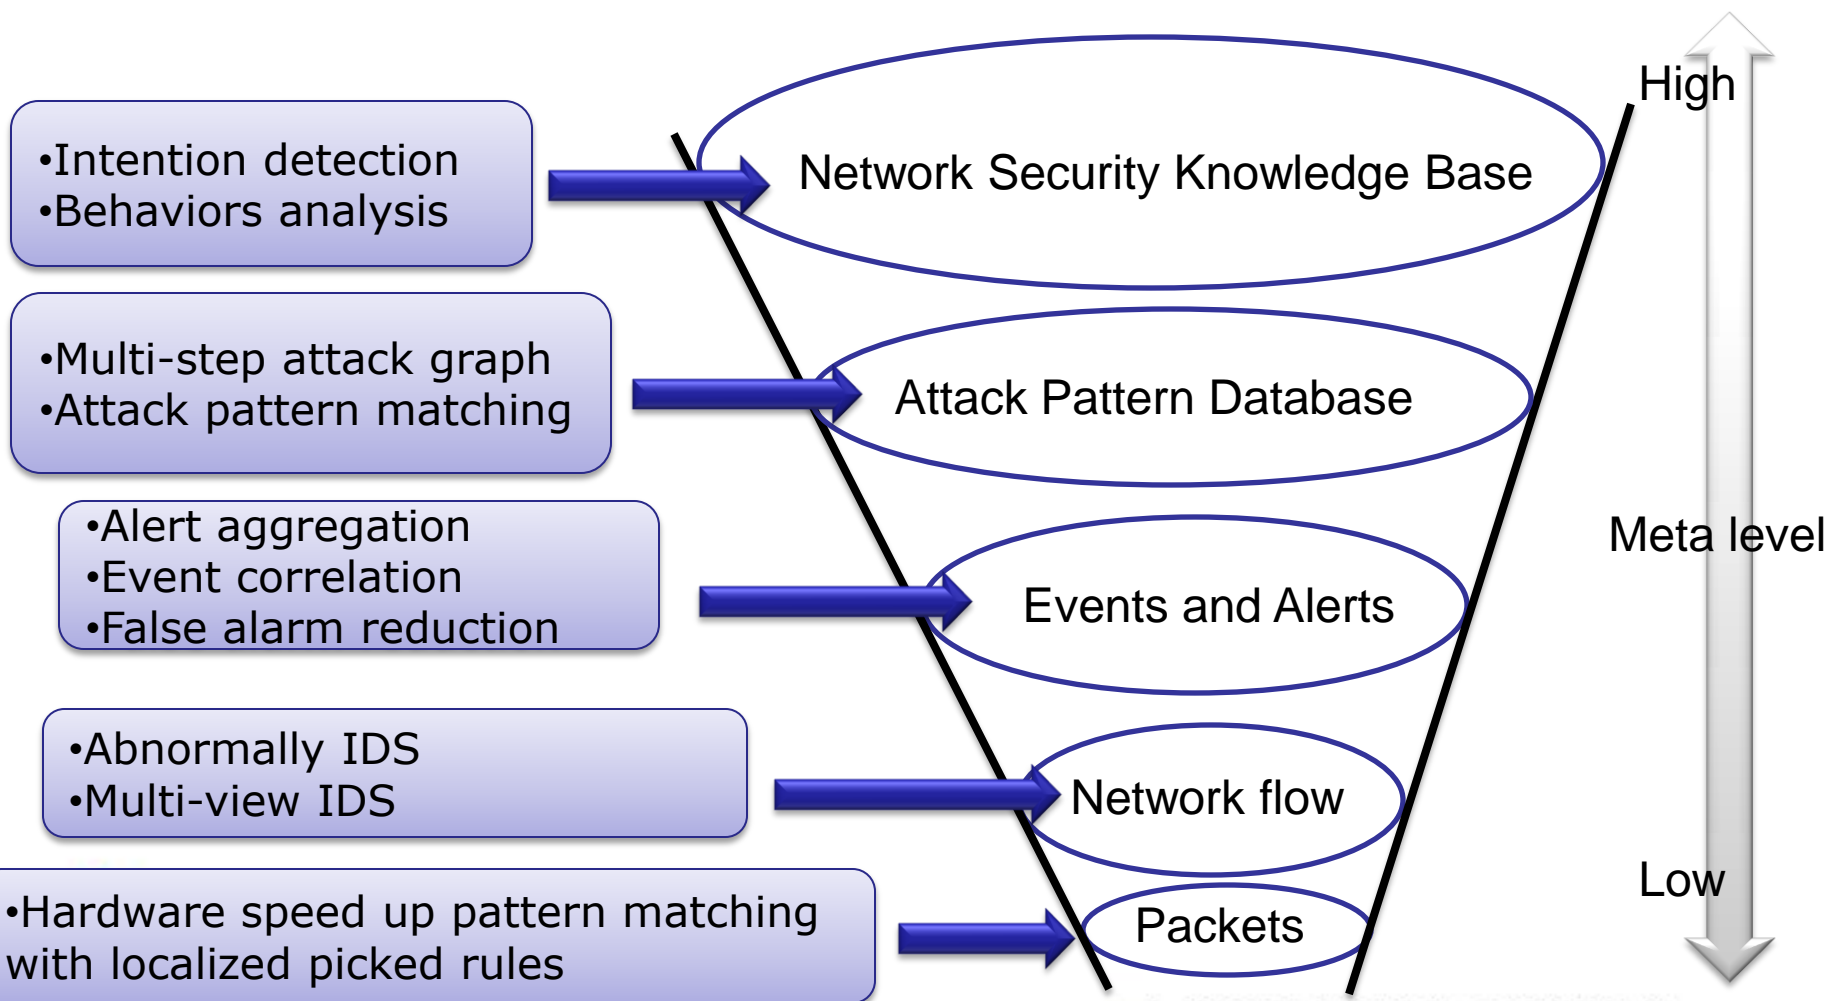 High
•Intention detection
•Behaviors analysis
Network Security Knowledge Base
•Multi-step attack graph
•Attack pattern matching
Attack Pattern Database
•Alert aggregation
•Event correlation
•False alarm reduction
Events and Alerts
Meta level
•Abnormally IDS
•Multi-view IDS
Network flow
Low
•Hardware speed up pattern matching
with localized picked rules
Packets